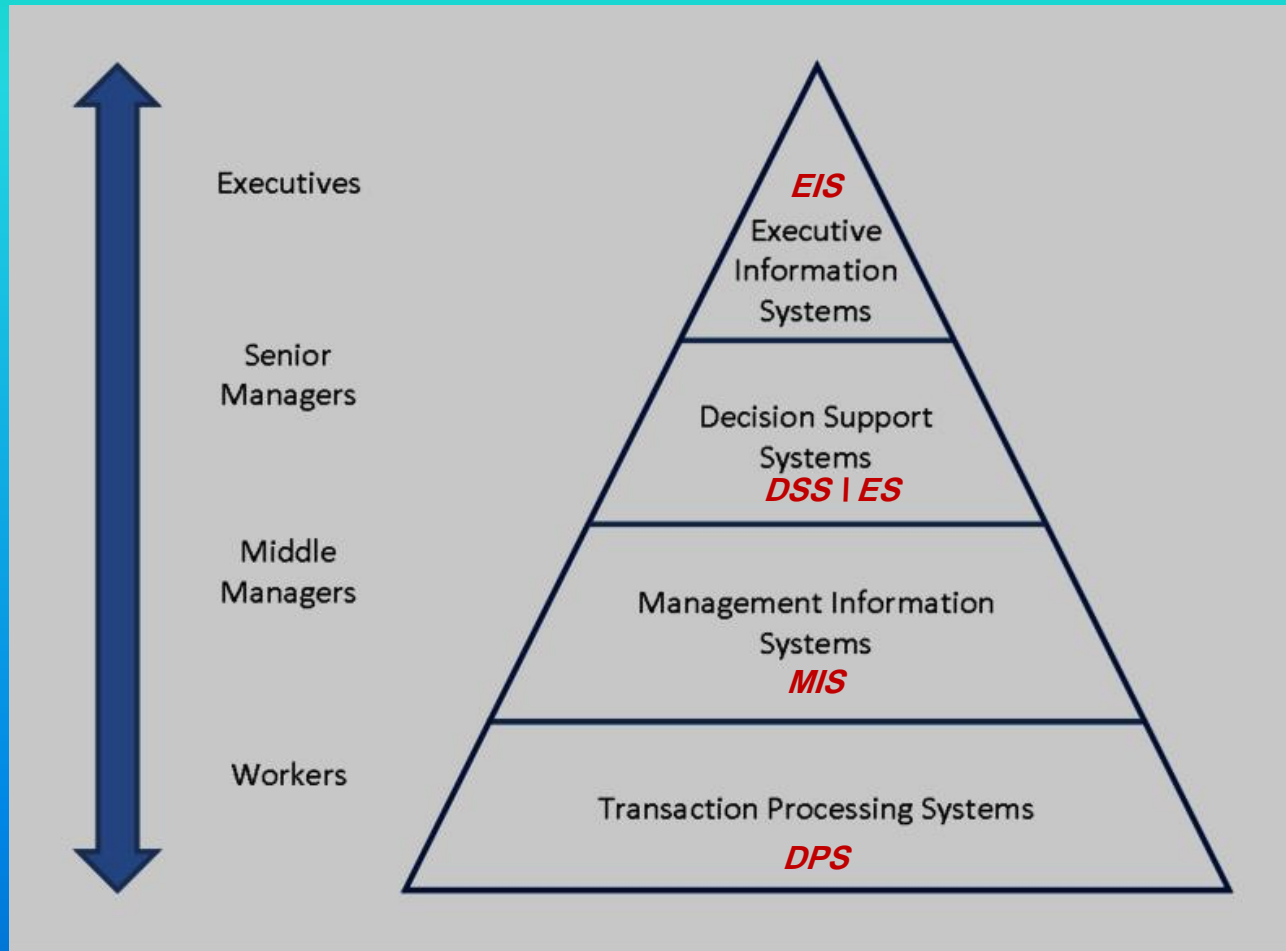 Executives
EIS
Executive
Information
Systems
Senior
Managers
Decision Support
Systems
DSS \ ES
Middle
Managers
Management Information
Systems
MIS
Workers
Transaction Processing Systems
DPS